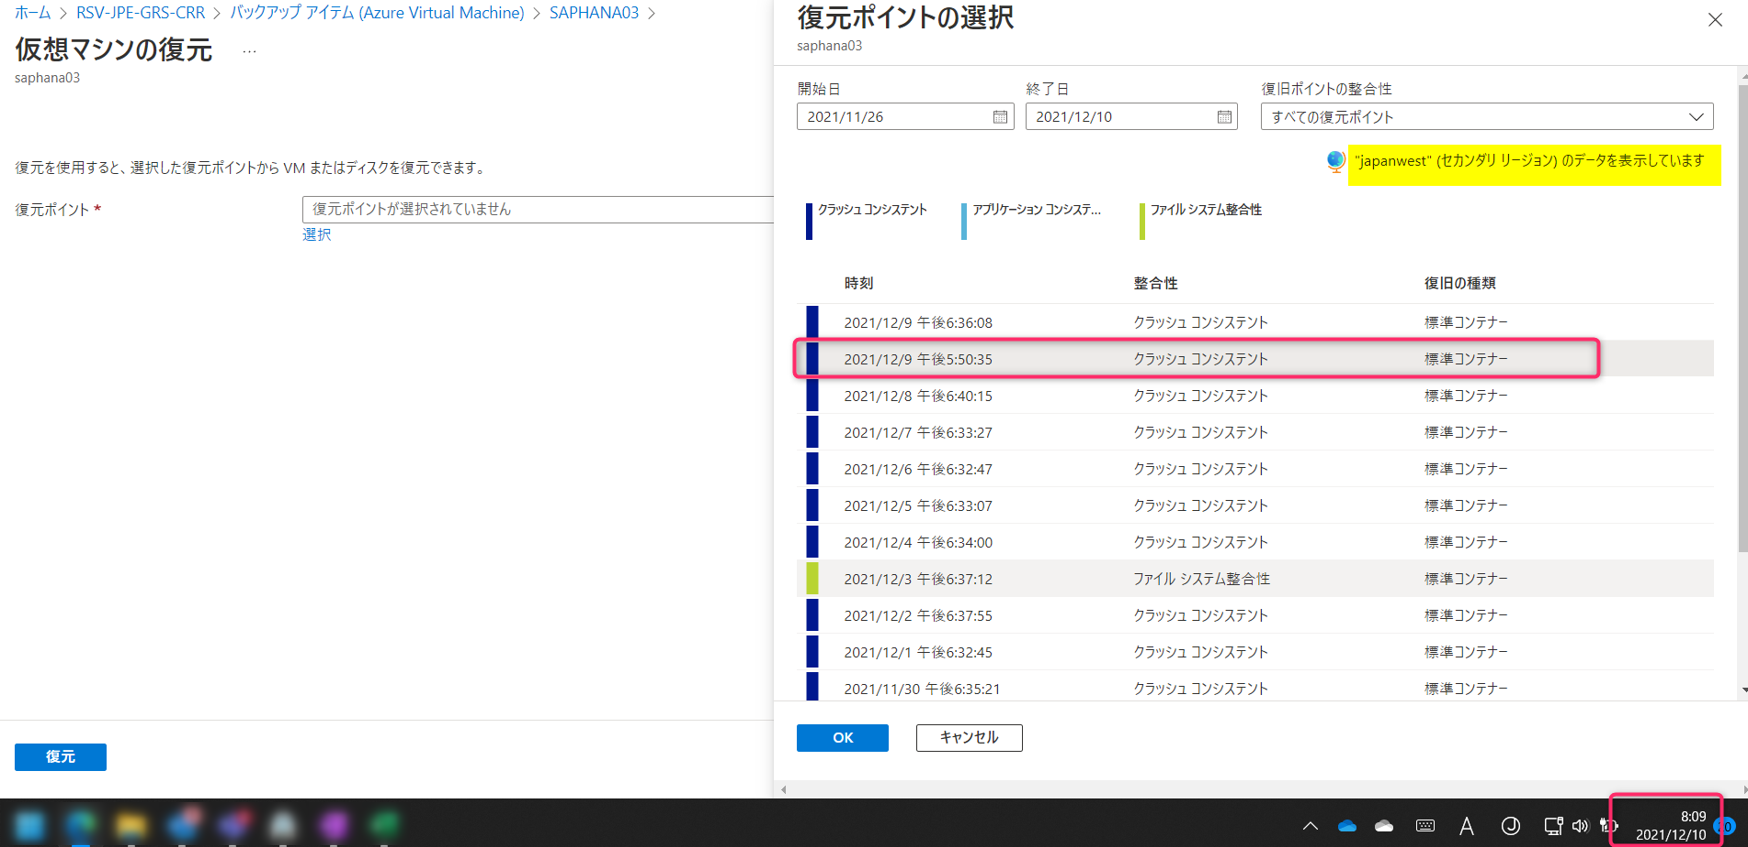 ホーム > RSV-JPE-GRS-CRR > バックアップ アイテム (Azure Virtual Machine) > SAPHANA03 >
仮想マシンの復元 …
saphana03
復元を使用すると、選択した復元ポイントから VM またはディスクを復元できます。
復元ポイント *
復元ポイントが選択されていません
選択
復元
復元ポイントの選択
saphana03
開始日 終了日 復旧ポイントの整合性
2021/11/26 2021/12/10 すべての復元ポイント
"japanwest" (セカンダリ リージョン) のデータを表示しています
クラッシュ コンシステント アプリケーション コンシステ... ファイル システム整合性
時刻 整合性 復旧の種類
2021/12/9 午後6:36:08 クラッシュ コンシステント 標準コンテナー
2021/12/9 午後5:50:35 クラッシュ コンシステント 標準コンテナー
2021/12/8 午後6:40:15 クラッシュ コンシステント 標準コンテナー
2021/12/7 午後6:33:27 クラッシュ コンシステント 標準コンテナー
2021/12/6 午後6:32:47 クラッシュ コンシステント 標準コンテナー
2021/12/5 午後6:33:07 クラッシュ コンシステント 標準コンテナー
2021/12/4 午後6:34:00 クラッシュ コンシステント 標準コンテナー
2021/12/3 午後6:37:12 ファイル システム整合性 標準コンテナー
2021/12/2 午後6:37:55 クラッシュ コンシステント 標準コンテナー
2021/12/1 午後6:32:45 クラッシュ コンシステント 標準コンテナー
2021/11/30 午後6:35:21 クラッシュ コンシステント 標準コンテナー
OK キャンセル
A J
8:09
2021/12/10
20